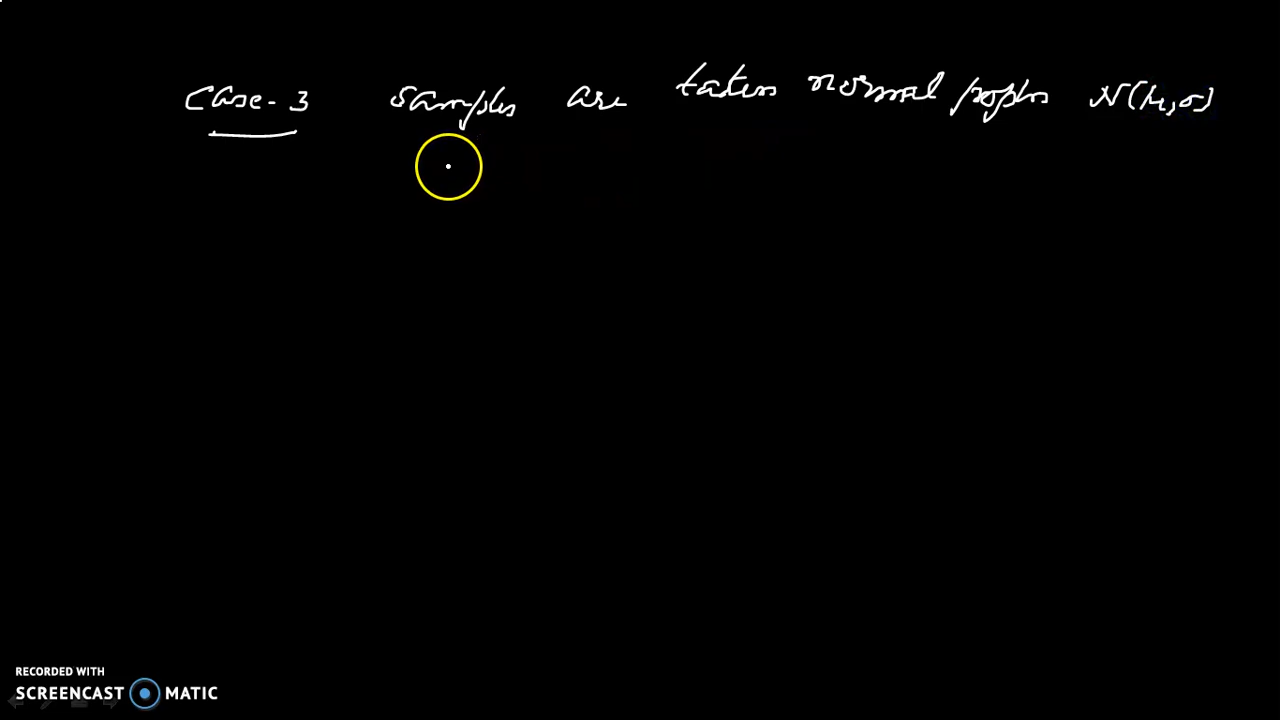 Case-3 Samples are taken normal popln N(μ,σ)
RECORDED WITH
SCREENCAST MATIC